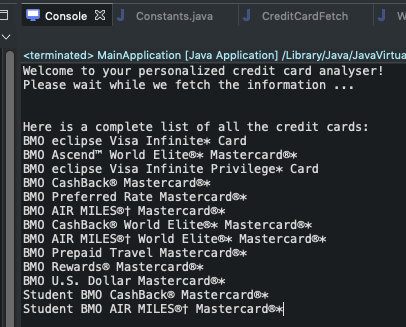 Console
Constants.java
CreditCardFetch
<terminated> MainApplication [Java Application] /Library/Java/JavaVirtua
Welcome to your personalized credit card analyser!
Please wait while we fetch the information ...
Here is a complete list of all the credit cards:
BMO eclipse Visa Infinite* Card
BMO Ascend™ World Elite®* Mastercard®*
BMO eclipse Visa Infinite Privilege* Card
BMO CashBack® Mastercard®*
BMO Preferred Rate Mastercard®*
BMO AIR MILES®† Mastercard®*
BMO CashBack® World Elite®* Mastercard®*
BMO AIR MILES®† World Elite®* Mastercard®*
BMO Prepaid Travel Mastercard®*
BMO Rewards® Mastercard®*
BMO U.S. Dollar Mastercard®*
Student BMO CashBack® Mastercard®*
Student BMO AIR MILES®† Mastercard®*